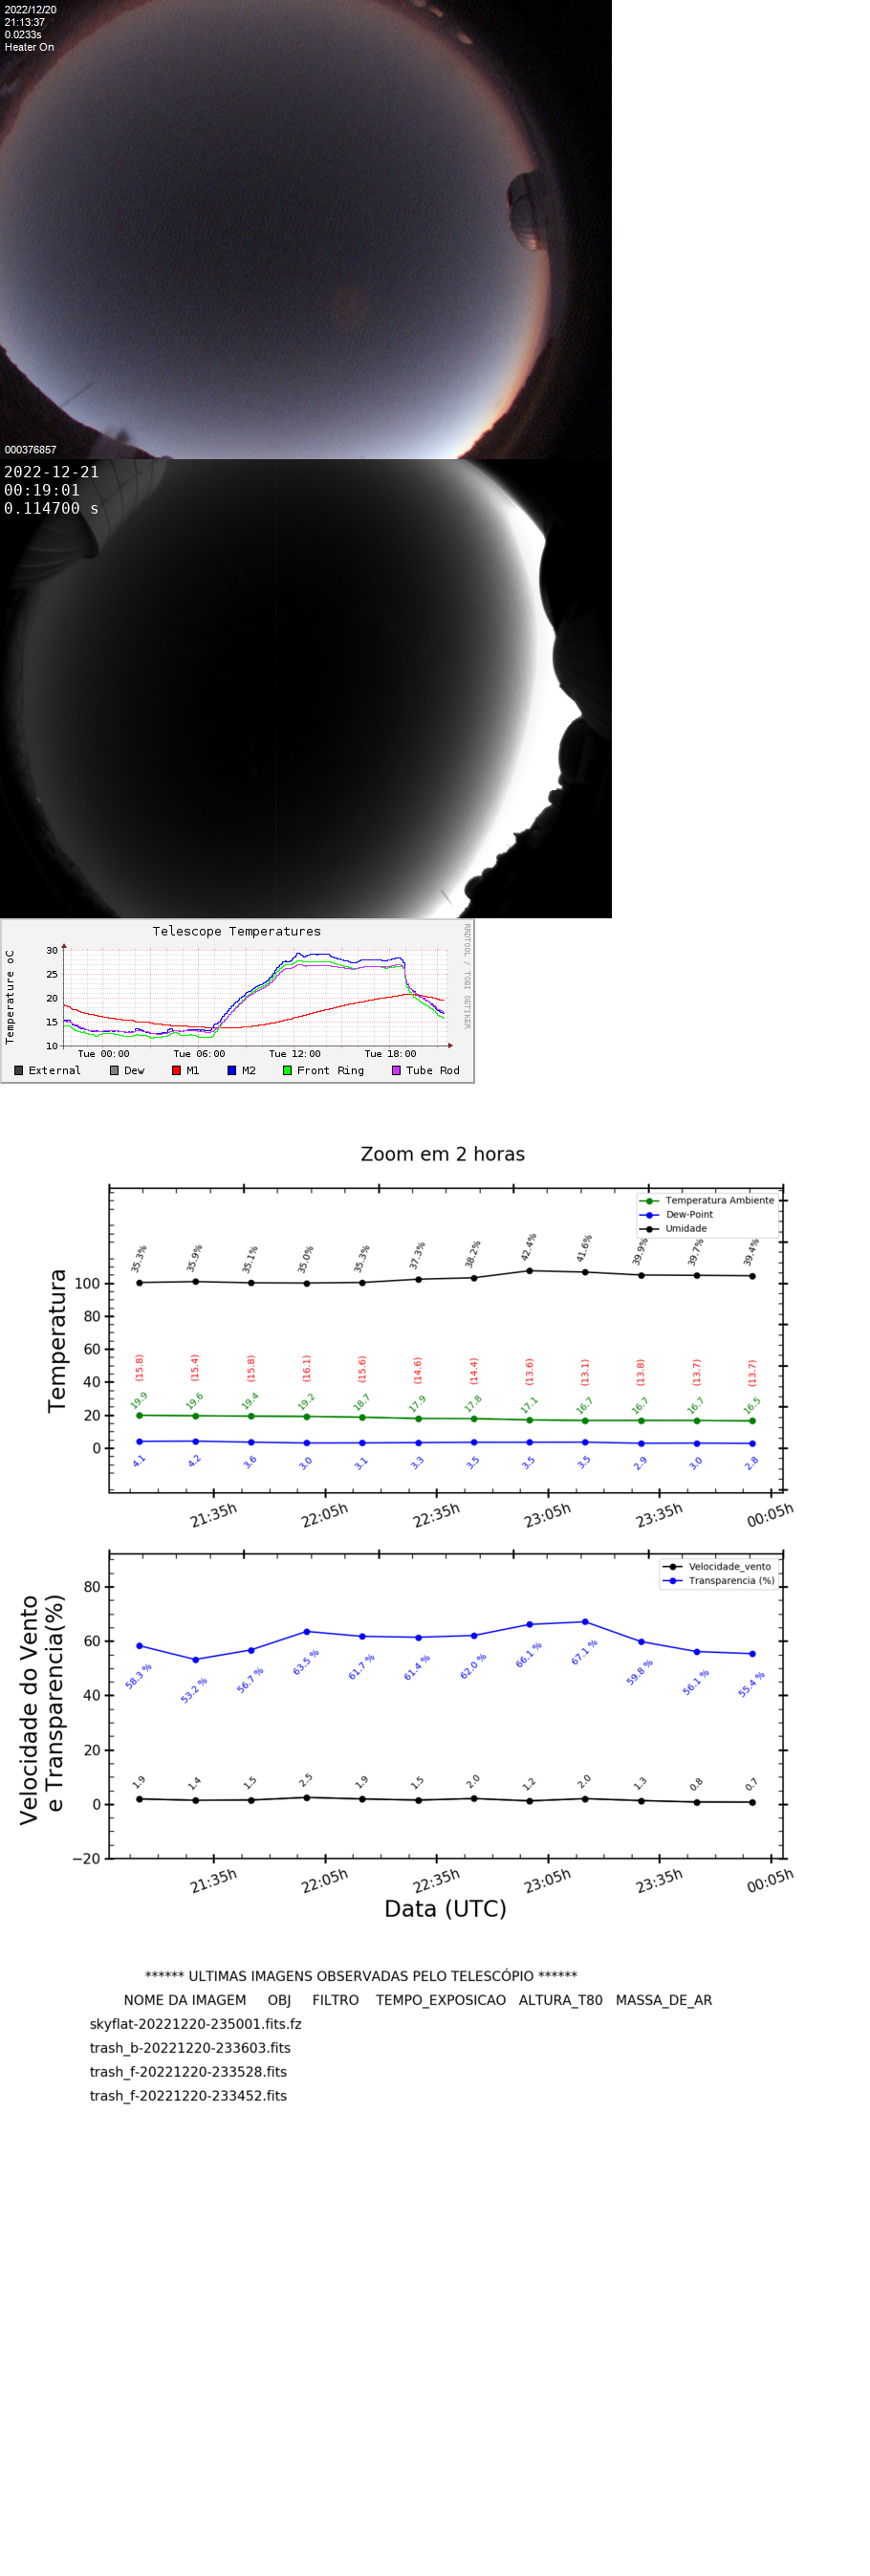 2022/12/20
21:13:37
0.0233s
Heater On
000376857
2022-12-21
00:19:01
0.114700 s
Telescope Temperatures
RRDTOOL / TOBI OETIKER
Temperature oC
30
25
20
15
10
Tue 00:00 Tue 06:00 Tue 12:00 Tue 18:00
External Dew M1 M2 Front Ring Tube Rod
Zoom em 2 horas
Temperatura Ambiente
Dew-Point
Umidade
Temperatura
35.3% 35.9% 35.1% 35.0% 35.3% 37.3% 38.2% 42.4% 41.6% 39.9% 39.7% 39.4%
100
80
60
40
20
0
(15.8) (15.4) (15.8) (16.1) (15.6) (14.6) (14.4) (13.6) (13.1) (13.8) (13.7) (13.7)
19.9 19.6 19.4 19.2 18.7 17.9 17.8 17.1 16.7 16.7 16.7 16.5
4.1 4.2 3.6 3.0 3.1 3.3 3.5 3.5 3.5 2.9 3.0 2.8
21:35h 22:05h 22:35h 23:05h 23:35h 00:05h
Velocidade_vento
Transparencia (%)
Velocidade do Vento
e Transparencia(%)
80
60
40
20
0
−20
58.3 % 53.2 % 56.7 % 63.5 % 61.7 % 61.4 % 62.0 % 66.1 % 67.1 % 59.8 % 56.1 % 55.4 %
1.9 1.4 1.5 2.5 1.9 1.5 2.0 1.2 2.0 1.3 0.8 0.7
21:35h 22:05h 22:35h 23:05h 23:35h 00:05h
Data (UTC)
****** ULTIMAS IMAGENS OBSERVADAS PELO TELESCÓPIO ******
NOME DA IMAGEM OBJ FILTRO TEMPO_EXPOSICAO ALTURA_T80 MASSA_DE_AR
skyflat-20221220-235001.fits.fz
trash_b-20221220-233603.fits
trash_f-20221220-233528.fits
trash_f-20221220-233452.fits